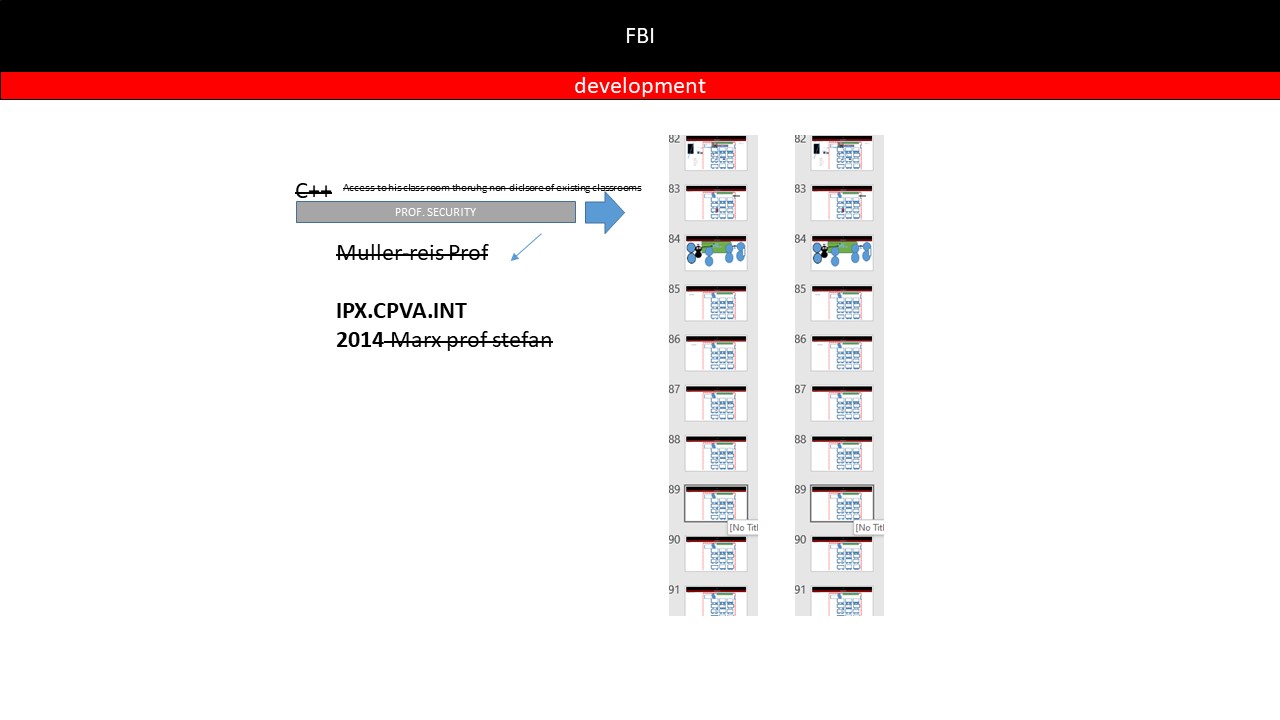 FBI
development
C++ Access to his class room thoruhg non-diclsore of existing classrooms
PROF. SECURITY
Muller-reis Prof
IPX.CPVA.INT
2014 Marx prof stefan
82 82
83 83
84 84
85 85
86 86
87 87
88 88
89 89
[No Titl [No Titl
90 90
91 91